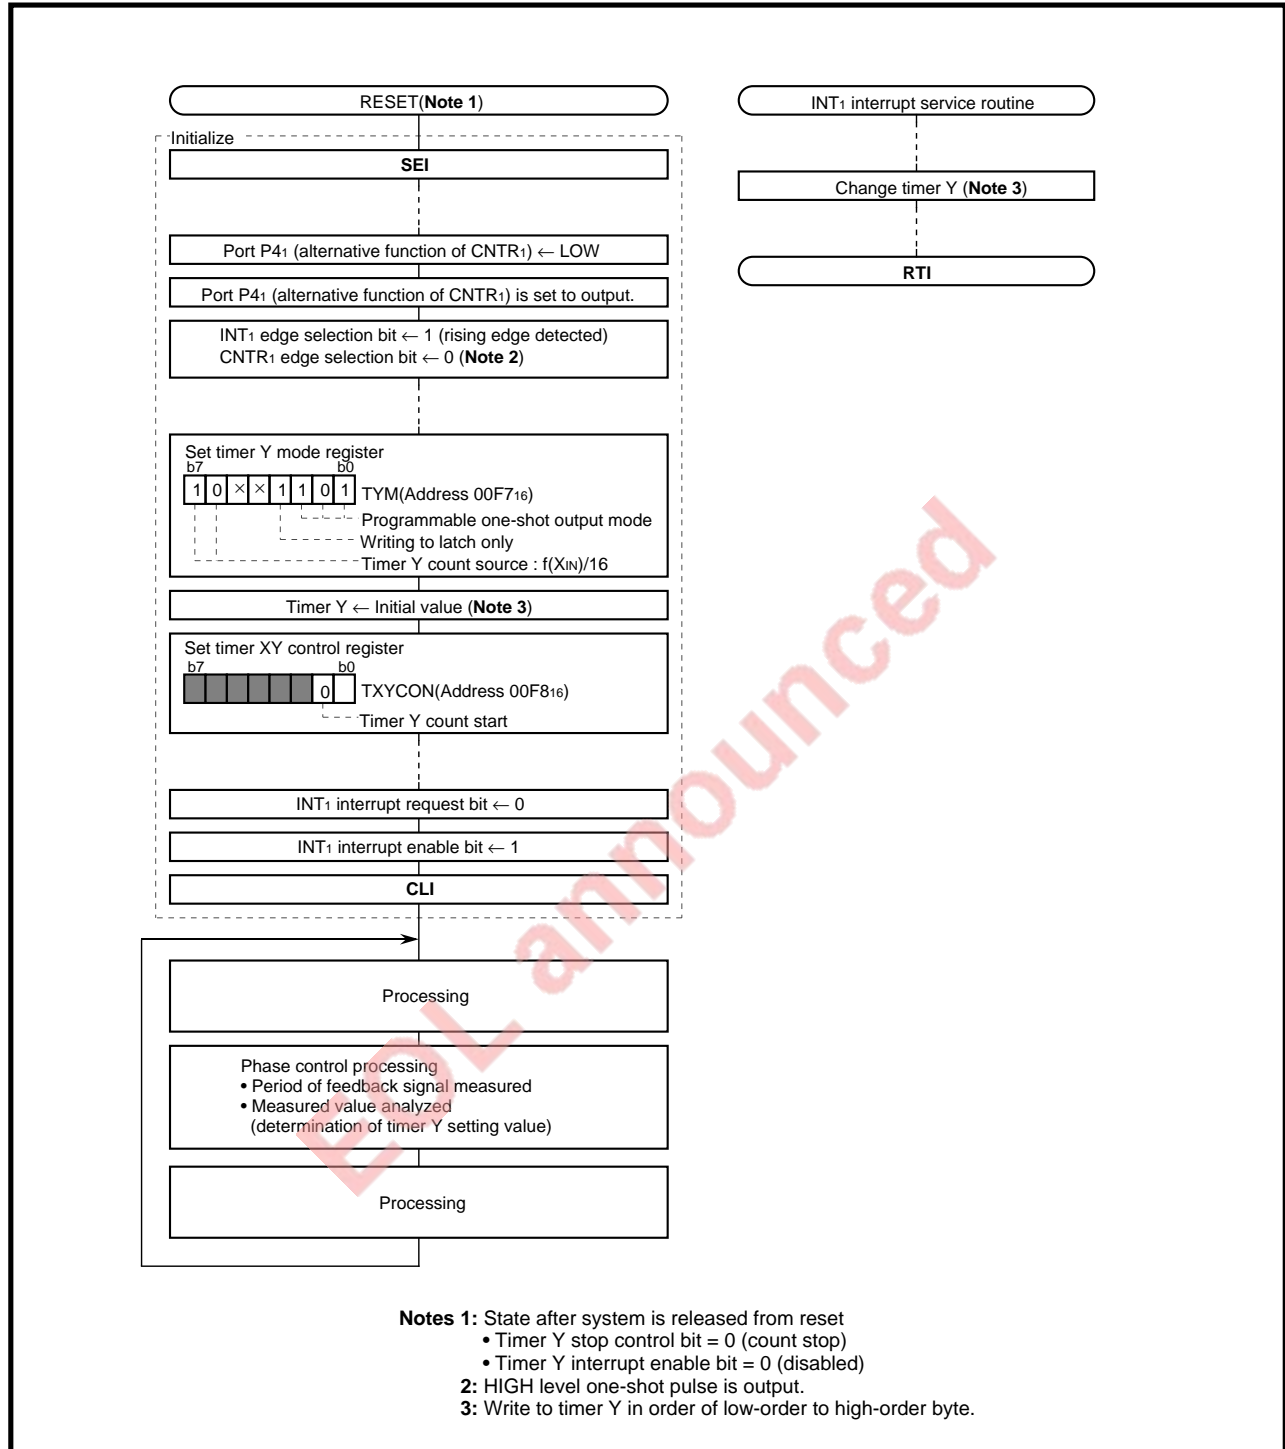 RESET(Note 1)
Initialize
SEI
Port P4₁ (alternative function of CNTR₁) ← LOW
Port P4₁ (alternative function of CNTR₁) is set to output.
INT₁ edge selection bit ← 1 (rising edge detected)
CNTR₁ edge selection bit ← 0 (Note 2)
Set timer Y mode register
b7 b0
1 0 × × 1 1 0 1 TYM(Address 00F7₁₆)
Programmable one-shot output mode
Writing to latch only
Timer Y count source : f(XIN)/16
Timer Y ← Initial value (Note 3)
Set timer XY control register
b7 b0
0 TXYCON(Address 00F8₁₆)
Timer Y count start
INT₁ interrupt request bit ← 0
INT₁ interrupt enable bit ← 1
CLI
Processing
Phase control processing
• Period of feedback signal measured
• Measured value analyzed
(determination of timer Y setting value)
Processing
INT₁ interrupt service routine
Change timer Y (Note 3)
RTI
EOL announced
Notes 1: State after system is released from reset
• Timer Y stop control bit = 0 (count stop)
• Timer Y interrupt enable bit = 0 (disabled)
2: HIGH level one-shot pulse is output.
3: Write to timer Y in order of low-order to high-order byte.